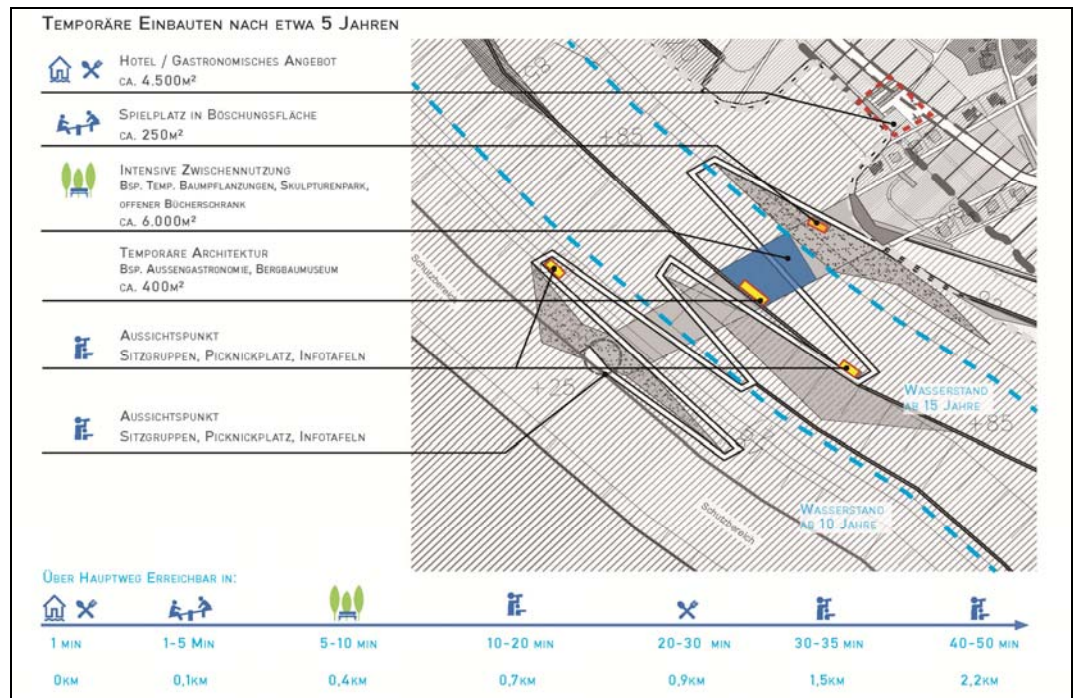 Temporäre Einbauten nach etwa 5 Jahren
Hotel / Gastronomisches Angebot
ca. 4.500m²
Spielplatz in Böschungsfläche
ca. 250m²
Intensive Zwischennutzung
Bsp. Temp. Baumpflanzungen, Skulpturenpark,
offener Bücherschrank
ca. 6.000m²
Temporäre Architektur
Bsp. Aussengastronomie, Bergbaumuseum
ca. 400m²
Aussichtspunkt
Sitzgruppen, Picknickplatz, Infotafeln
Aussichtspunkt
Sitzgruppen, Picknickplatz, Infotafeln
+85
Schutzbereich
+25
Wasserstand
ab 15 Jahre
+85
Schutzbereich
Wasserstand
ab 10 Jahre
Über Hauptweg Erreichbar in:
1 min 1-5 Min 5-10 min 10-20 min 20-30 min 30-35 min 40-50 min
0km 0,1km 0,4km 0,7km 0,9km 1,5km 2,2km